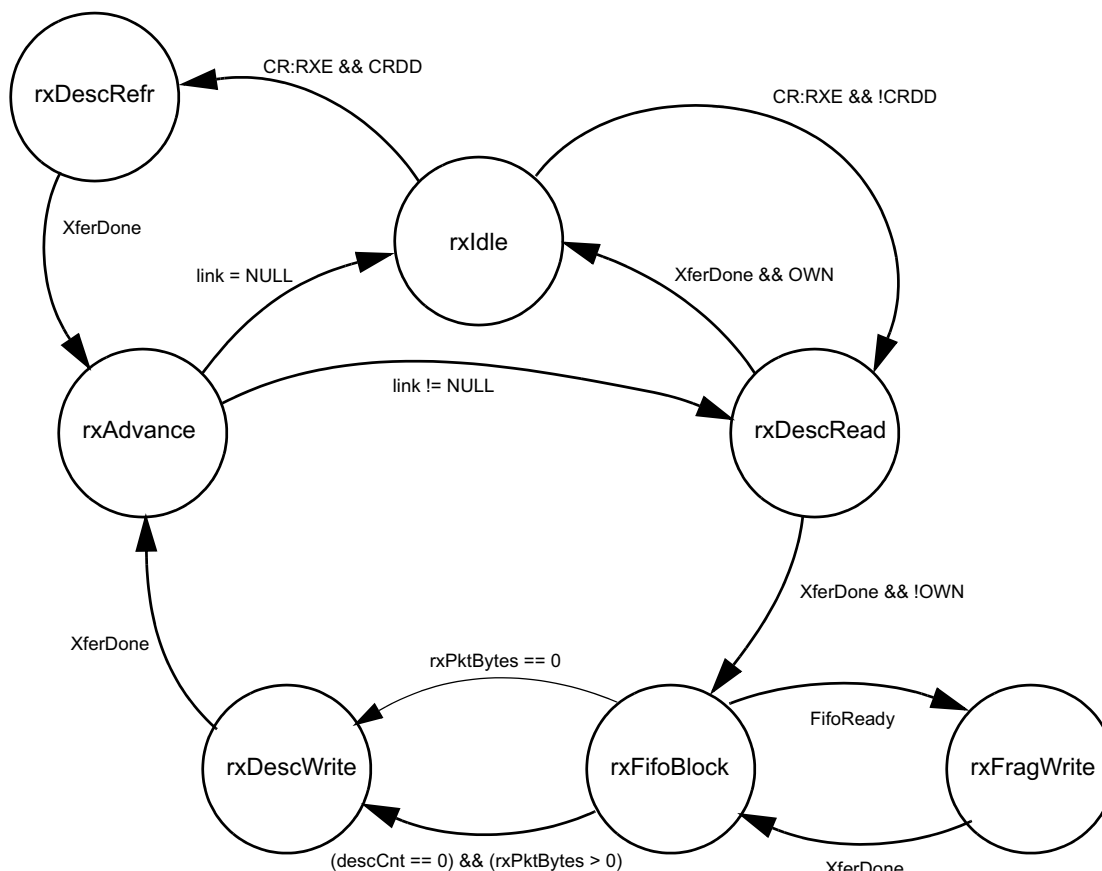 CR:RXE && CRDD
rxDescRefr
CR:RXE && !CRDD
XferDone
rxIdle
link = NULL
XferDone && OWN
link != NULL
rxAdvance
rxDescRead
XferDone && !OWN
XferDone
rxPktBytes == 0
FifoReady
rxDescWrite
rxFifoBlock
rxFragWrite
(descCnt == 0) && (rxPktBytes > 0)
XferDone